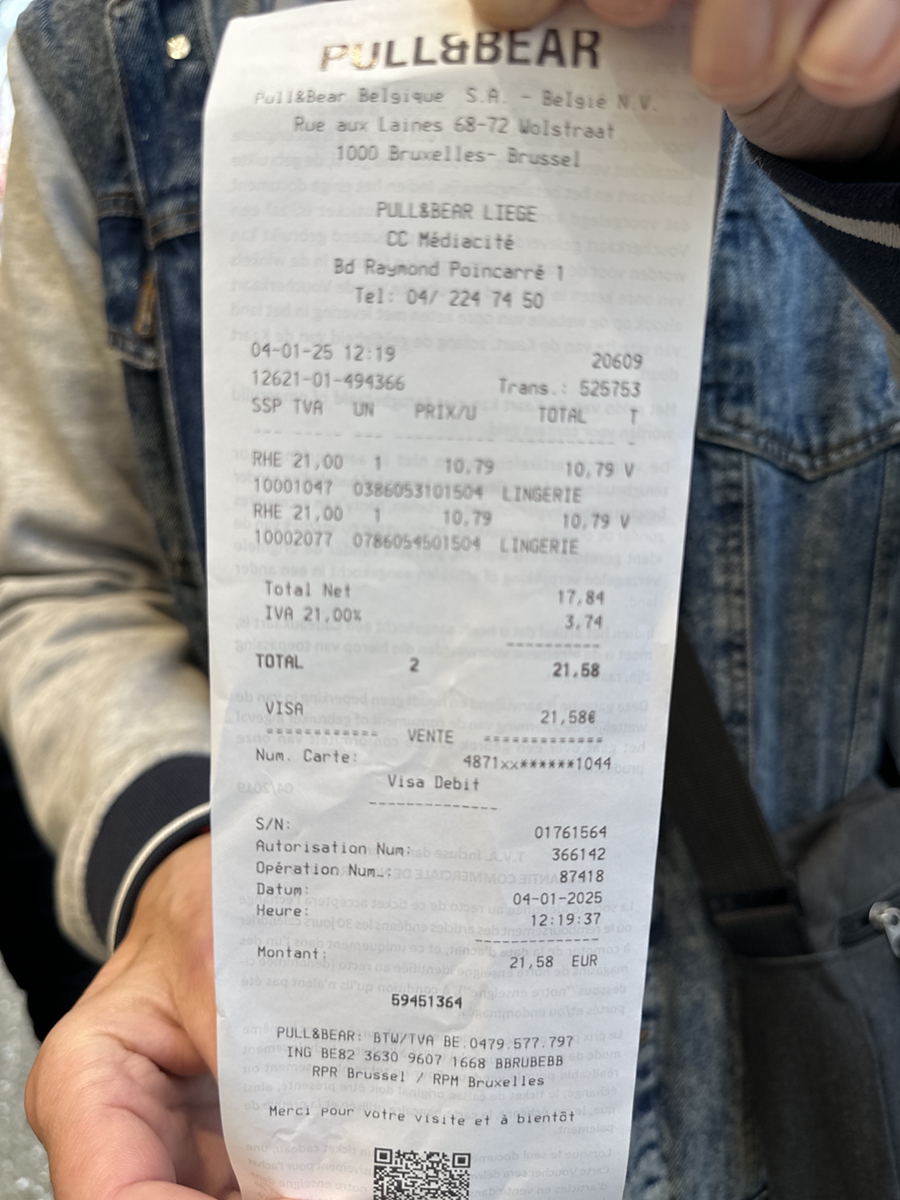 PULL&BEAR
Pull&Bear Belgique S.A. - België N.V.
Rue aux Laines 68-72 Wolstraat
1000 Bruxelles- Brussel
PULL&BEAR LIEGE
CC Médiacité
Bd Raymond Poincarré 1
Tel: 04/ 224 74 50
04-01-25 12:19 20609
12621-01-494366 Trans.: 525753
SSP TVA UN PRIX/U TOTAL T
--- ----- --- ---------- ---------- -
RHE 21,00 1 10,79 10,79 V
10001047 0386053101504 LINGERIE
RHE 21,00 1 10,79 10,79 V
10002077 0786054501504 LINGERIE
Total Net 17,84
IVA 21,00% 3,74
----------
TOTAL 2 21,58
VISA 21,58€
============ VENTE =============
Num. Carte: 4871xx******1044
Visa Debit
--------------
S/N: 01761564
Autorisation Num: 366142
Opération Num.: 87418
Datum: 04-01-2025
Heure: 12:19:37
--------------
Montant: 21,58 EUR
59451364
PULL&BEAR: BTW/TVA BE.0479.577.797
ING BE82 3630 9607 1668 BBRUBEBB
RPR Brussel / RPM Bruxelles
Merci pour votre visite et à bientôt